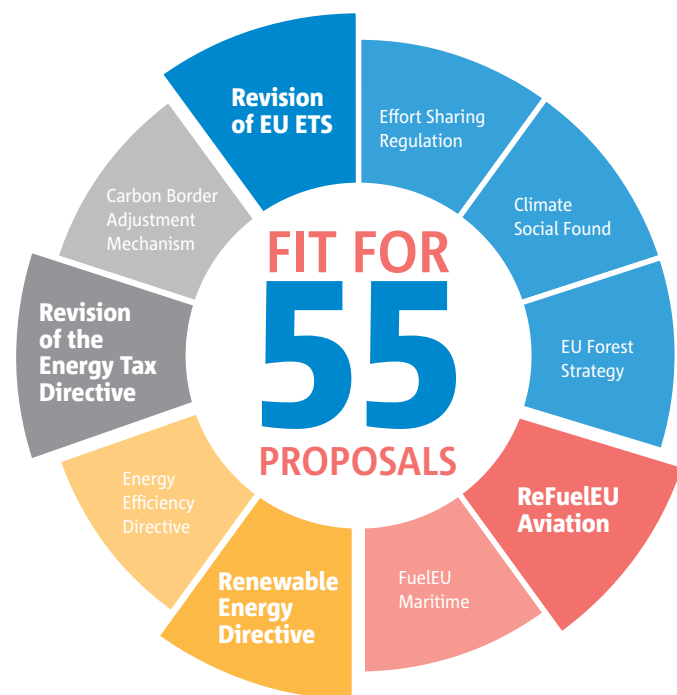 FIT FOR
55
PROPOSALS
Revision
of EU ETS
Effort Sharing
Regulation
Climate
Social Found
EU Forest
Strategy
ReFuelEU
Aviation
FuelEU
Maritime
Renewable
Energy
Directive
Energy
Efficiency
Directive
Revision
of the
Energy Tax
Directive
Carbon Border
Adjustment
Mechanism